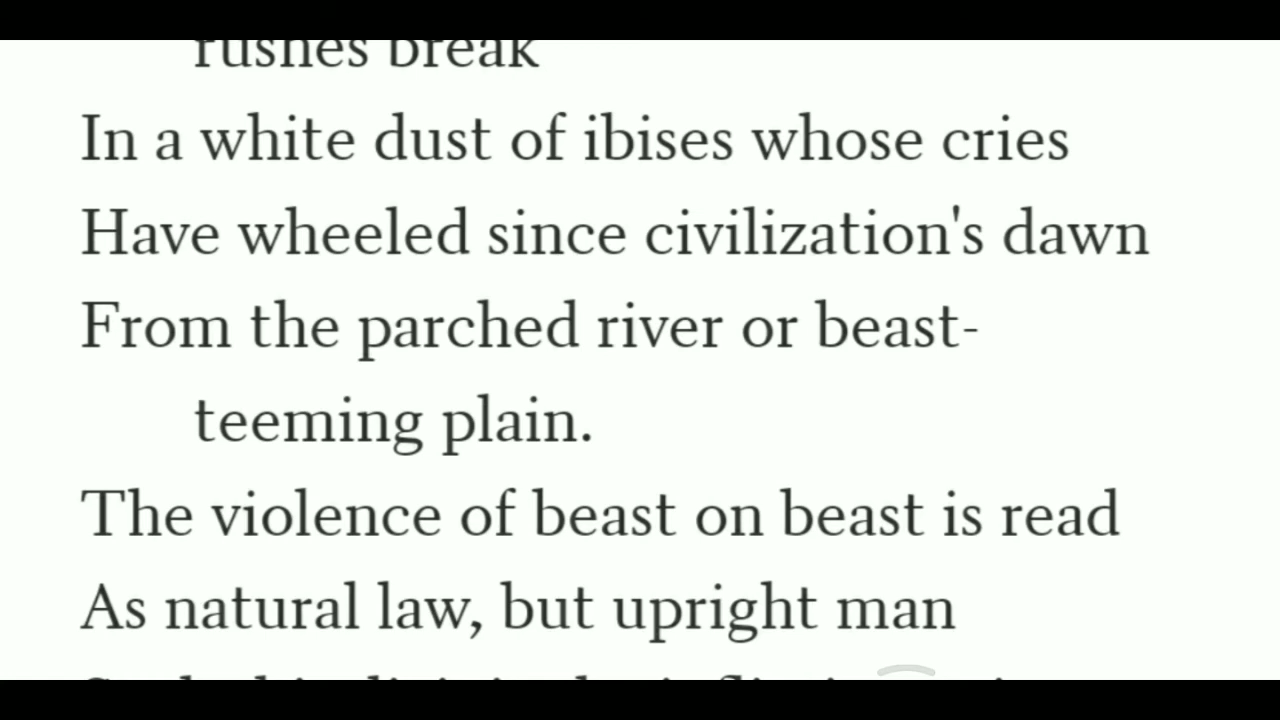 rushes break
In a white dust of ibises whose cries
Have wheeled since civilization's dawn
From the parched river or beast-
teeming plain.
The violence of beast on beast is read
As natural law, but upright man